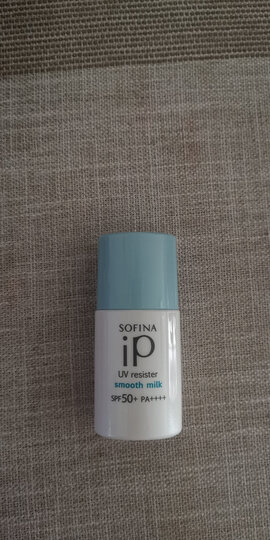 SOFINA
iP
UV resister
smooth milk
SPF50+ PA++++